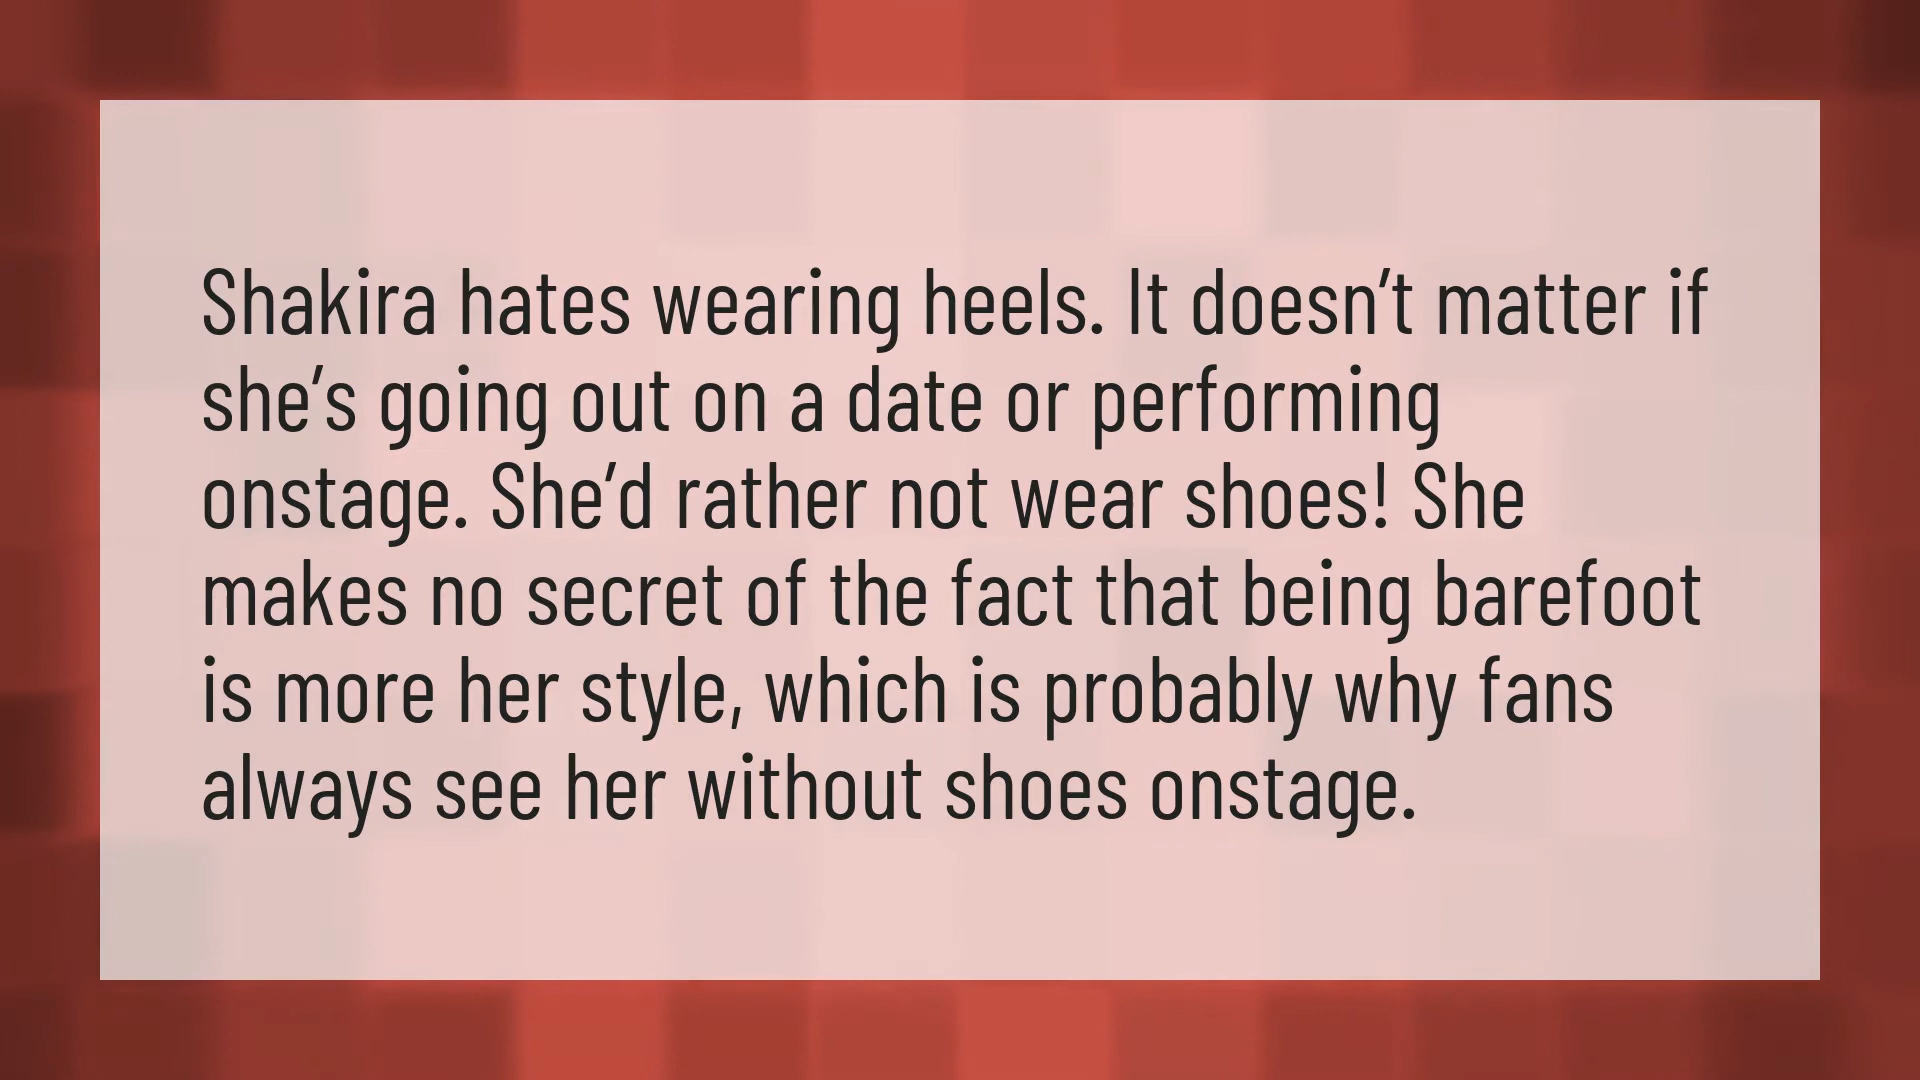 Shakira hates wearing heels. It doesn’t matter if
she’s going out on a date or performing
onstage. She’d rather not wear shoes! She
makes no secret of the fact that being barefoot
is more her style, which is probably why fans
always see her without shoes onstage.